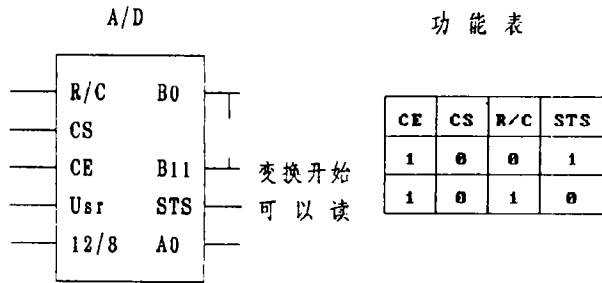 A/D
功能表
R/C B0
CS
CE B11
Usr STS
12/8 A0
变换开始
可以读
CE CS R/C STS
1 0 0 1
1 0 1 0